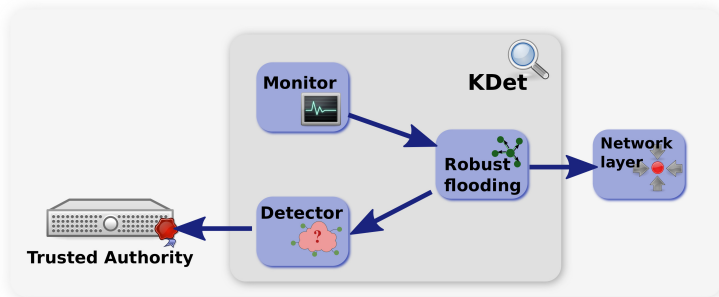 KDet
Monitor
Robust
flooding
Network
layer
Detector
?
Trusted Authority